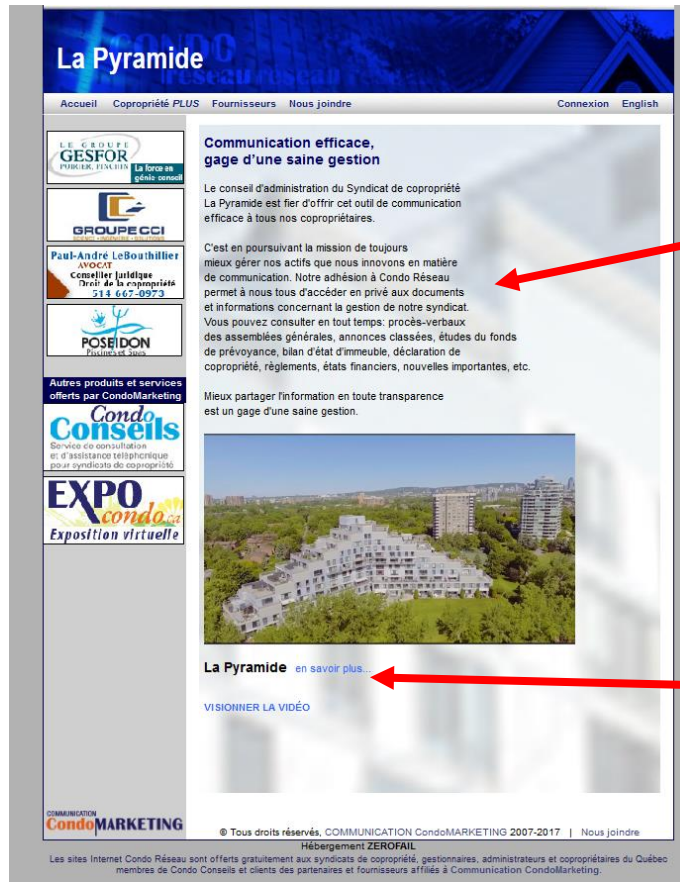 La Pyramide
Accueil Copropriété PLUS Fournisseurs Nous joindre Connexion English
LE GROUPE
GESFOR
POIRIER, PINCHIN
La force en
génie conseil
GROUPE CCI
SCIENCE • INGÉNIERIE • SOLUTIONS
Paul-André LeBouthillier
AVOCAT
Conseiller juridique
Droit de la copropriété
514 667-0973
POSEIDON
Piscines et Spas
Autres produits et services
offerts par CondoMarketing
Condo
Conseils
Service de consultation
et d'assistance téléphonique
pour syndicats de copropriété
EXPO
condo.ca
Exposition virtuelle
Communication efficace,
gage d'une saine gestion
Le conseil d'administration du Syndicat de copropriété
La Pyramide est fier d'offrir cet outil de communication
efficace à tous nos copropriétaires.
C'est en poursuivant la mission de toujours
mieux gérer nos actifs que nous innovons en matière
de communication. Notre adhésion à Condo Réseau
permet à nous tous d'accéder en privé aux documents
et informations concernant la gestion de notre syndicat.
Vous pouvez consulter en tout temps: procès-verbaux
des assemblées générales, annonces classées, études du fonds
de prévoyance, bilan d'état d'immeuble, déclaration de
copropriété, règlements, états financiers, nouvelles importantes, etc.
Mieux partager l'information en toute transparence
est un gage d'une saine gestion.
La Pyramide en savoir plus...
VISIONNER LA VIDÉO
COMMUNICATION
CondoMARKETING
© Tous droits réservés, COMMUNICATION CondoMARKETING 2007-2017 | Nous joindre
Hébergement ZEROFAIL
Les sites Internet Condo Réseau sont offerts gratuitement aux syndicats de copropriété, gestionnaires, administrateurs et copropriétaires du Québec
membres de Condo Conseils et clients des partenaires et fournisseurs affiliés à Communication CondoMarketing.